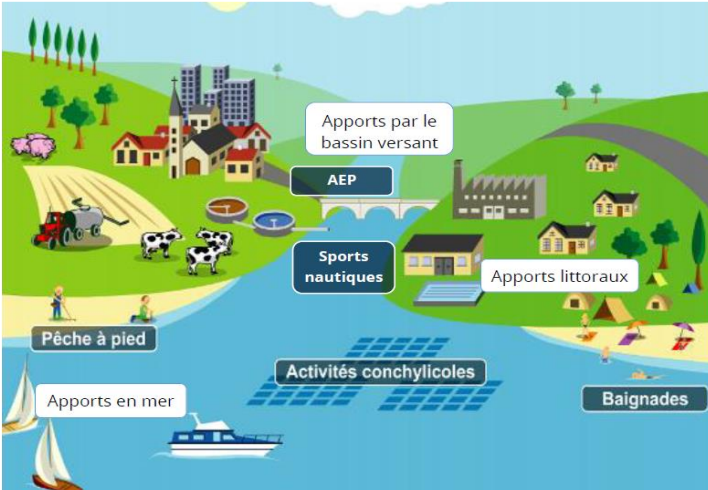 Apports par le
bassin versant
AEP
Sports
nautiques
Apports littoraux
Pêche à pied
Activités conchylicoles
Apports en mer
Baignades